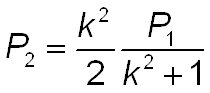 P₂ = k²/2 P₁/(k² + 1)